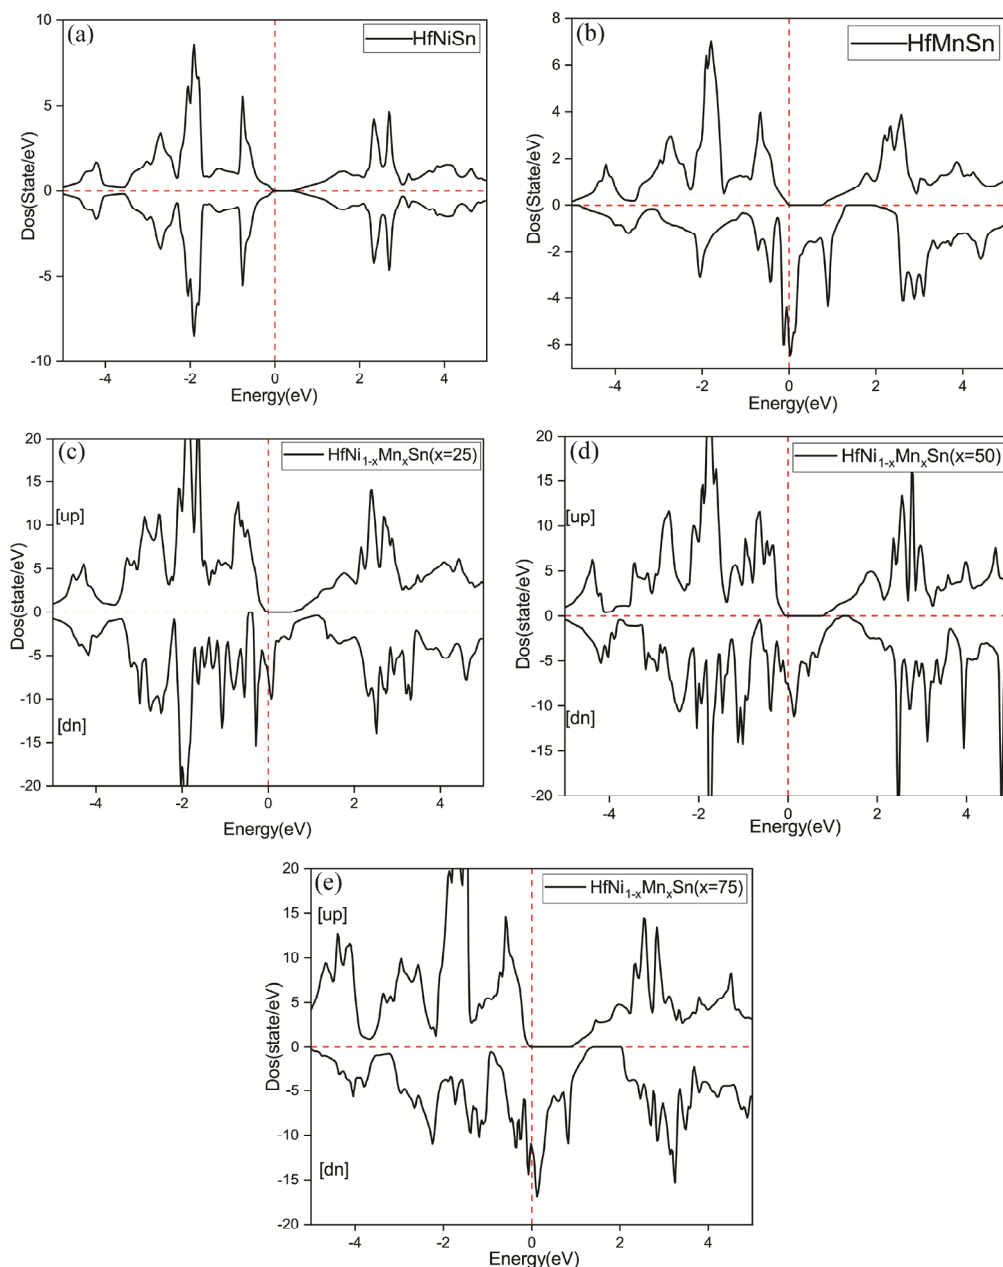 (a)
HfNiSn
10
5
0
-5
-10
Dos(State/eV)
-4
-2
0
2
4
Energy(eV)
(b)
HfMnSn
8
6
4
2
0
-2
-4
-6
Dos(State/eV)
-4
-2
0
2
4
Energy(eV)
(c)
HfNi1-xMnxSn(x=25)
[up]
[dn]
20
15
10
5
0
-5
-10
-15
-20
Dos(state/eV)
-4
-2
0
2
4
Energy(eV)
(d)
HfNi1-xMnxSn(x=50)
[up]
[dn]
20
15
10
5
0
-5
-10
-15
-20
Dos(state/eV)
-4
-2
0
2
4
Energy(eV)
(e)
HfNi1-xMnxSn(x=75)
[up]
[dn]
20
15
10
5
0
-5
-10
-15
-20
Dos(state/eV)
-4
-2
0
2
4
Energy(eV)